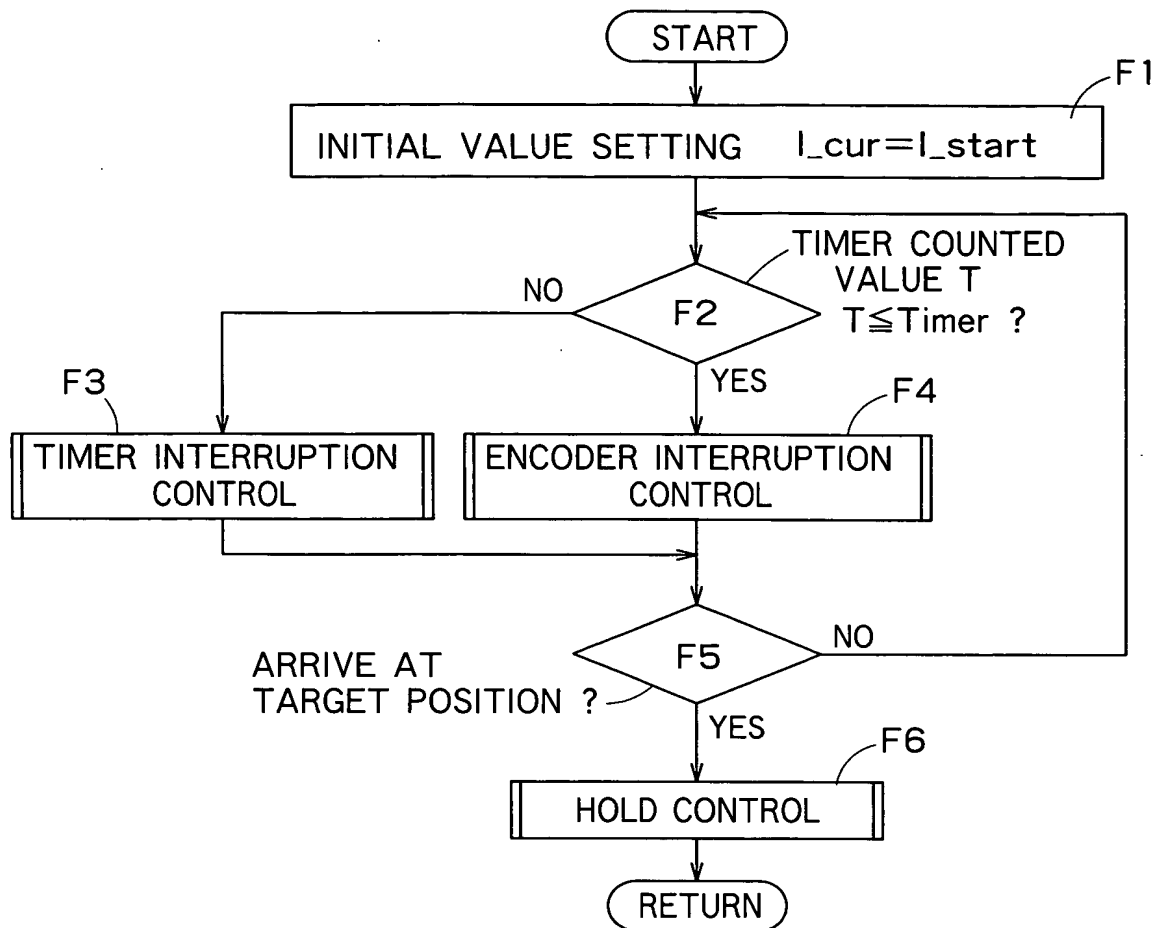 START
F1
INITIAL VALUE SETTING I_cur=I_start
TIMER COUNTED
VALUE T
T≦Timer ?
NO
F2
YES
F3
F4
TIMER INTERRUPTION
CONTROL
ENCODER INTERRUPTION
CONTROL
F5
NO
ARRIVE AT
TARGET POSITION ?
YES
F6
HOLD CONTROL
RETURN